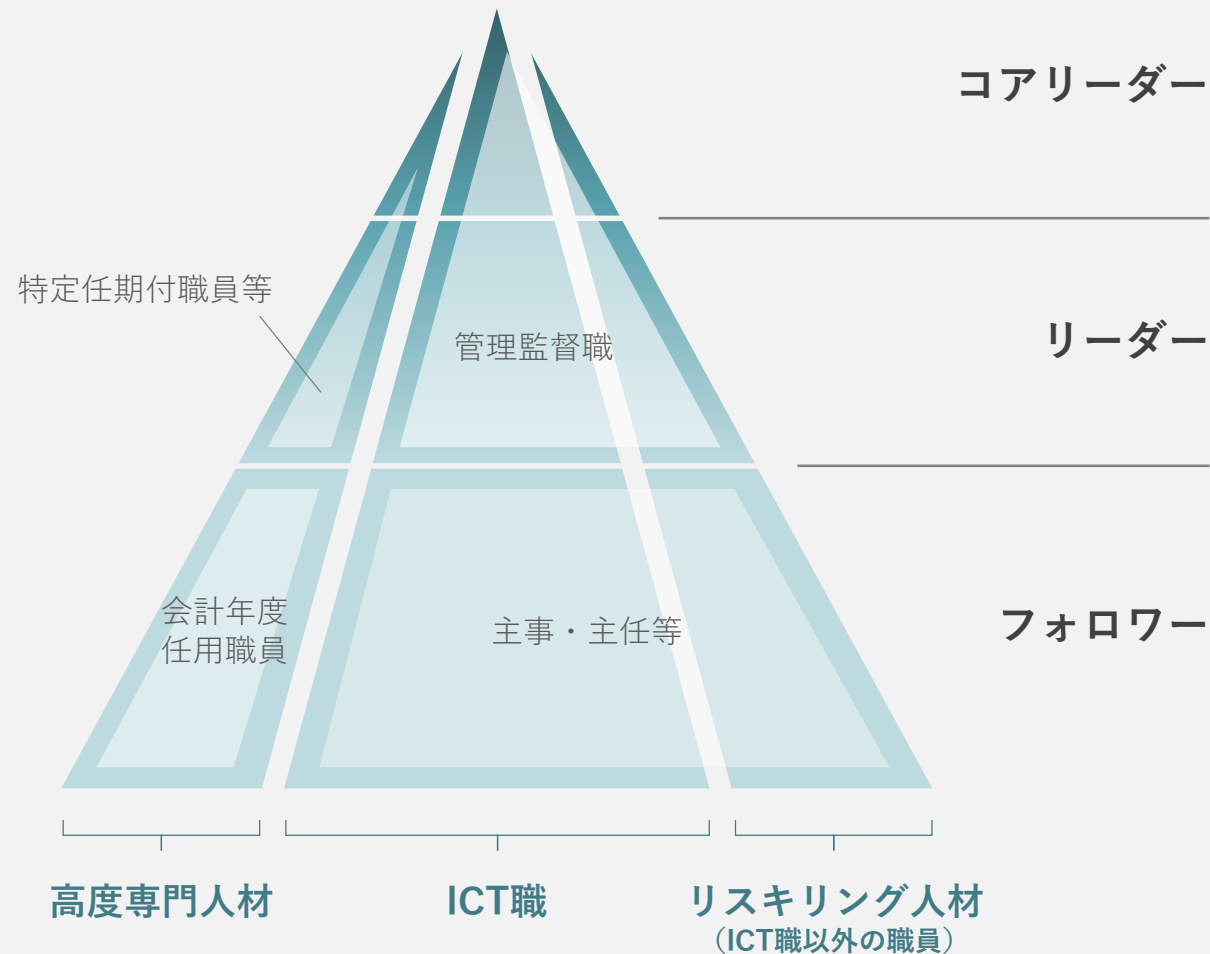 コアリーダー
特定任期付職員等
管理監督職
リーダー
会計年度
任用職員
主事・主任等
フォロワー
高度専門人材
ICT職
リスキリング人材
（ICT職以外の職員）